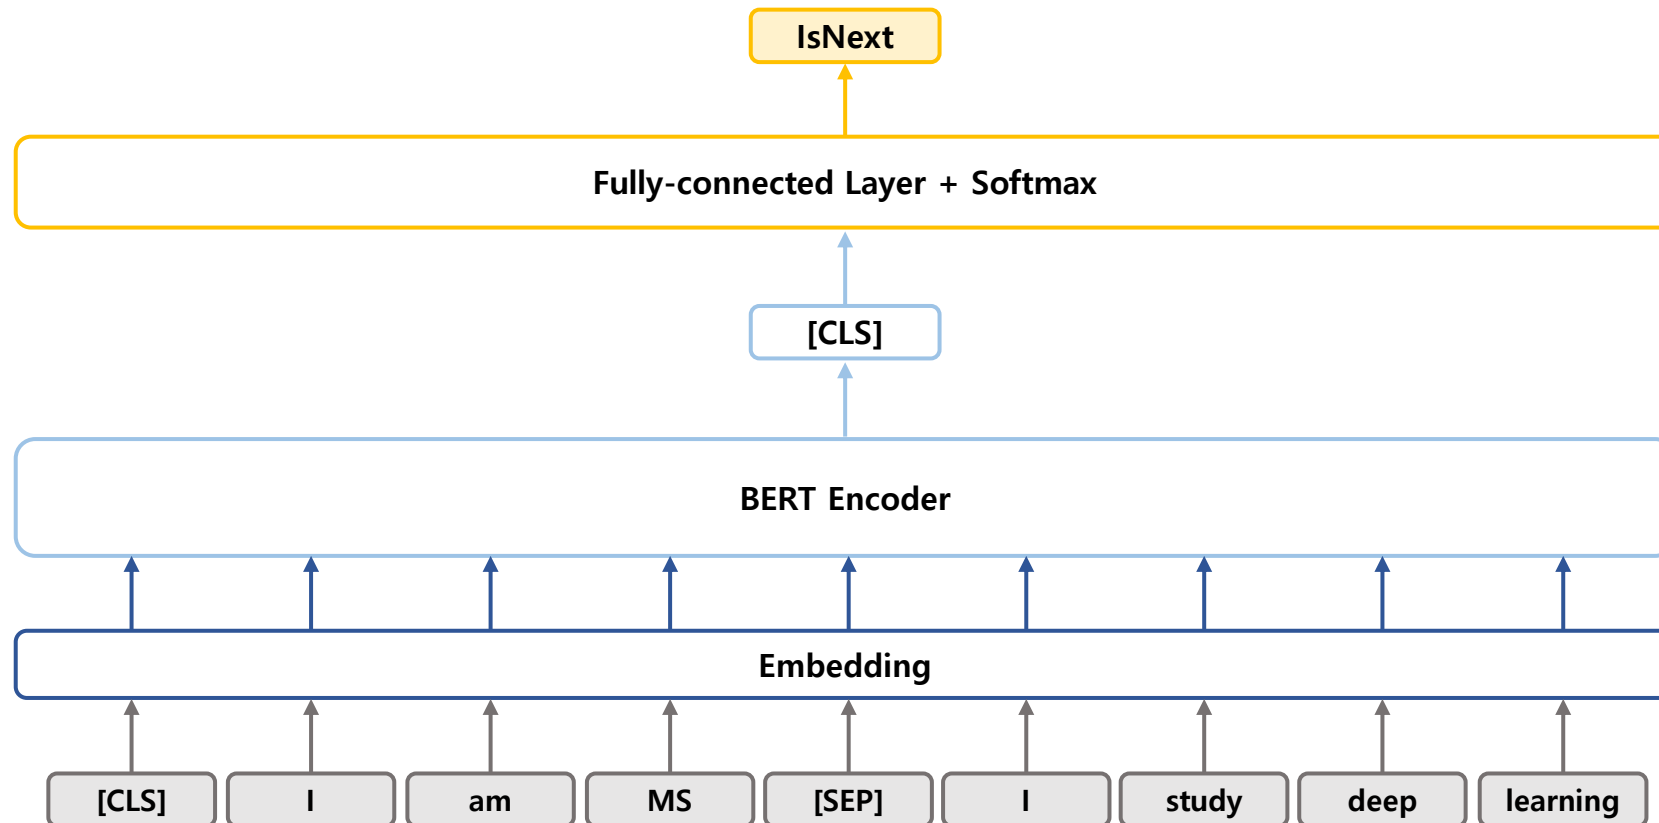 IsNext
Fully-connected Layer + Softmax
[CLS]
BERT Encoder
Embedding
[CLS] I am MS [SEP] I study deep learning